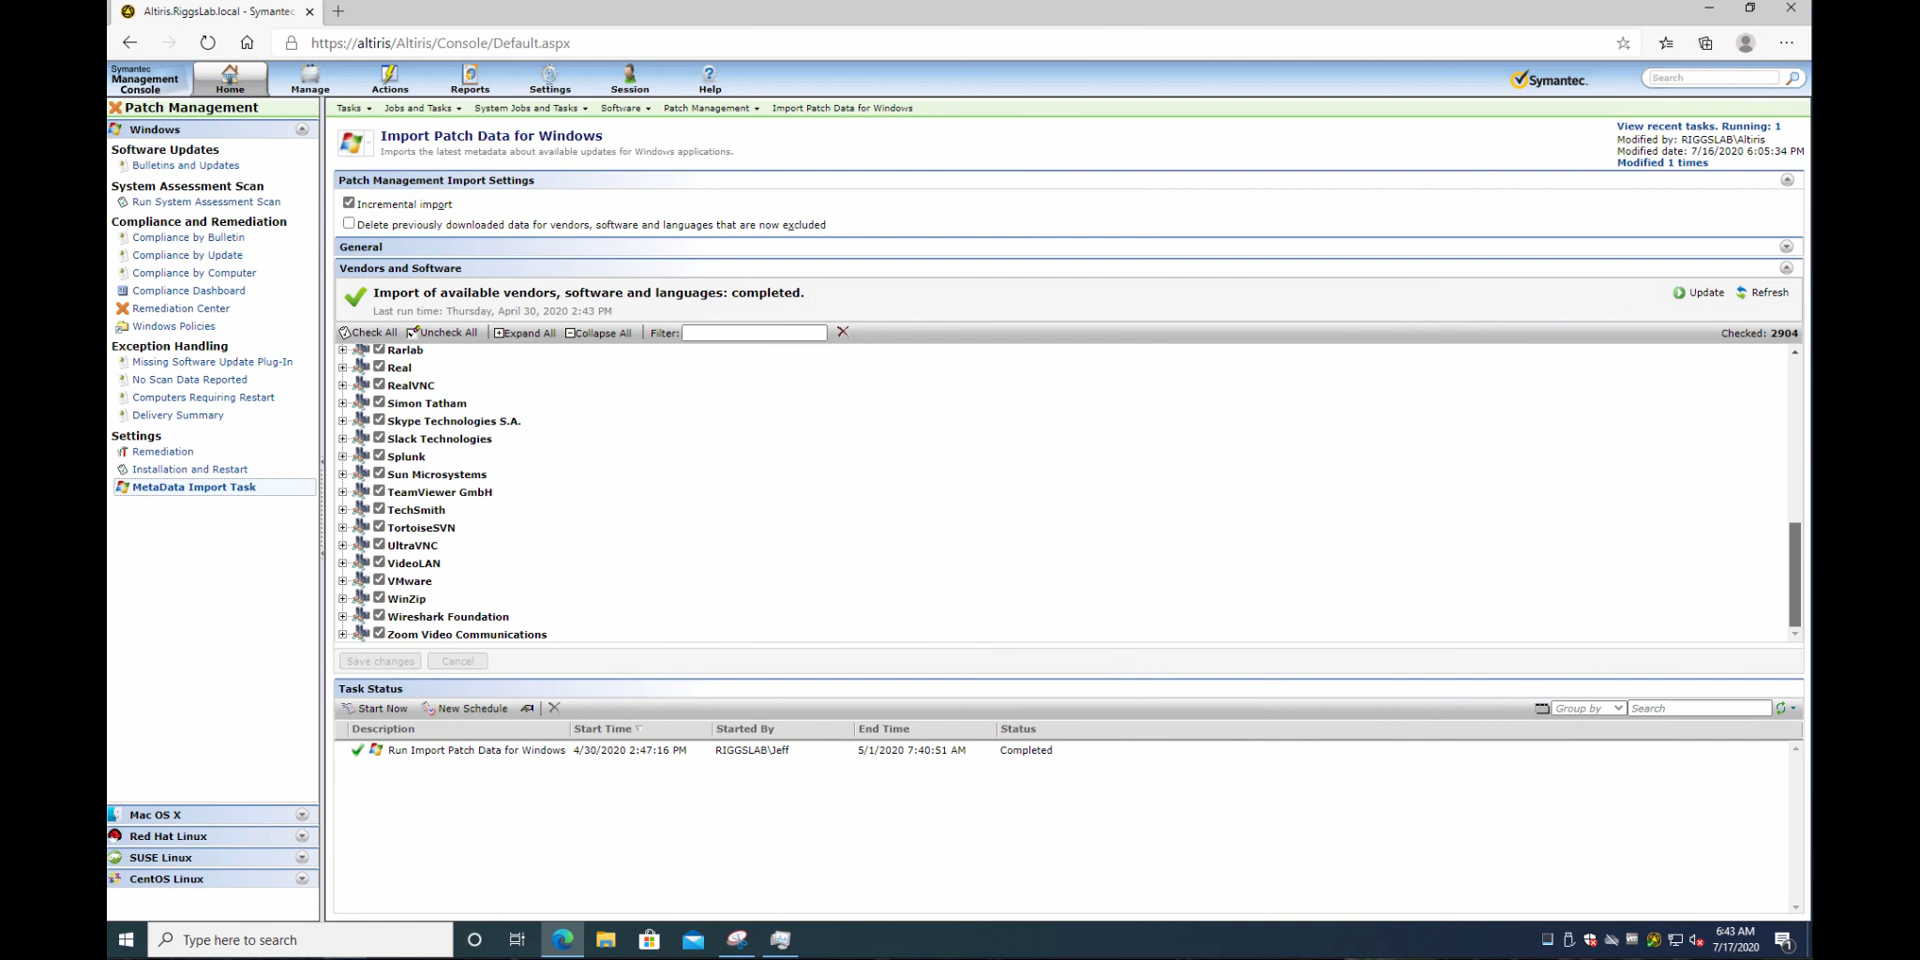 Altiris.RiggsLab.local - Symantec
https://altiris/Altiris/Console/Default.aspx
Symantec
Management
Console
Home
Manage
Actions
Reports
Settings
Session
Help
Symantec.
Search
Patch Management
Windows
Software Updates
Bulletins and Updates
System Assessment Scan
Run System Assessment Scan
Compliance and Remediation
Compliance by Bulletin
Compliance by Update
Compliance by Computer
Compliance Dashboard
Remediation Center
Windows Policies
Exception Handling
Missing Software Update Plug-In
No Scan Data Reported
Computers Requiring Restart
Delivery Summary
Settings
Remediation
Installation and Restart
MetaData Import Task
Mac OS X
Red Hat Linux
SUSE Linux
CentOS Linux
Tasks Jobs and Tasks System Jobs and Tasks Software Patch Management Import Patch Data for Windows
Import Patch Data for Windows
Imports the latest metadata about available updates for Windows applications.
View recent tasks. Running: 1
Modified by: RIGGSLAB\Altiris
Modified date: 7/16/2020 6:05:34 PM
Modified 1 times
Patch Management Import Settings
Incremental import
Delete previously downloaded data for vendors, software and languages that are now excluded
General
Vendors and Software
Import of available vendors, software and languages: completed.
Last run time: Thursday, April 30, 2020 2:43 PM
Update Refresh
Check All Uncheck All Expand All Collapse All Filter: Checked: 2904
Rarlab
Real
RealVNC
Simon Tatham
Skype Technologies S.A.
Slack Technologies
Splunk
Sun Microsystems
TeamViewer GmbH
TechSmith
TortoiseSVN
UltraVNC
VideoLAN
VMware
WinZip
Wireshark Foundation
Zoom Video Communications
Save changes Cancel
Task Status
Start Now New Schedule Group by Search
Description Start Time Started By End Time Status
Run Import Patch Data for Windows 4/30/2020 2:47:16 PM RIGGSLAB\Jeff 5/1/2020 7:40:51 AM Completed
Type here to search
6:43 AM
7/17/2020
1